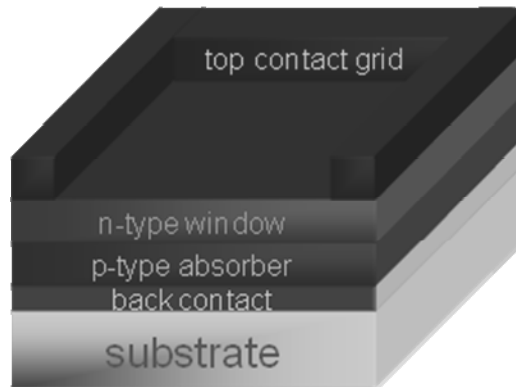 top contact grid
n-type window
p-type absorber
back contact
substrate